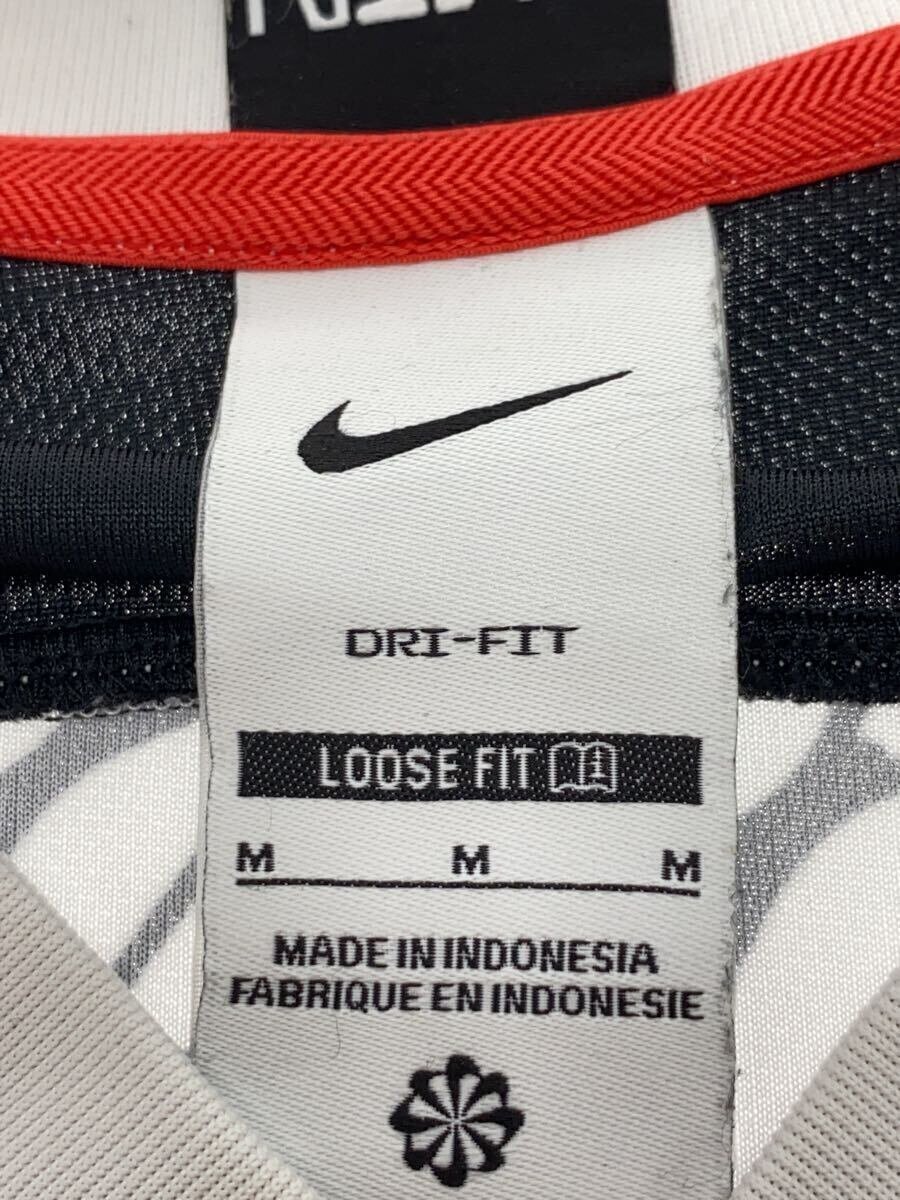 DRI-FIT
LOOSE FIT
M M M
MADE IN INDONESIA
FABRIQUE EN INDONESIE